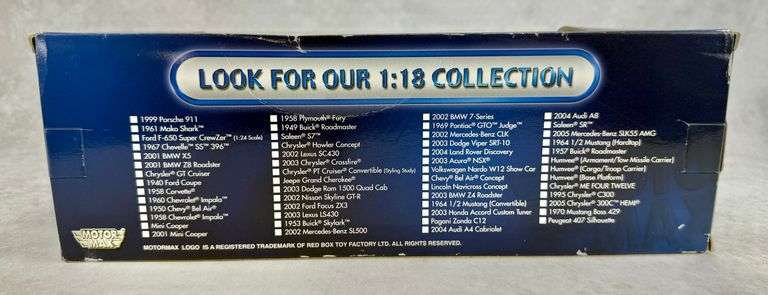 LOOK FOR OUR 1:18 COLLECTION
1999 Porsche 911
1961 Mako Shark™
Ford F-650 Super CrewZer™ (1:24 Scale)
1967 Chevelle™ SS™ 396™
2001 BMW X5
2001 BMW Z8 Roadster
Chrysler® GT Cruiser
1940 Ford Coupe
1958 Corvette®
1960 Chevrolet® Impala™
1950 Chevy® Bel Air®
1958 Chevrolet® Impala™
Mini Cooper
2001 Mini Cooper
1958 Plymouth® Fury
1949 Buick® Roadmaster
Saleen® S7™
Chrysler® Howler Concept
2002 Lexus SC430
2003 Chrysler® Crossfire®
Chrysler® PT Cruiser® Convertible (Styling Study)
Jeep® Grand Cherokee®
2003 Dodge Ram 1500 Quad Cab
2002 Nissan Skyline GT-R
2002 Ford Focus ZX3
2003 Lexus LS430
1953 Buick® Skylark™
2002 Mercedes-Benz SL500
2002 BMW 7-Series
1969 Pontiac® GTO™ Judge™
2002 Mercedes-Benz CLK
2003 Dodge Viper SRT-10
2004 Land Rover Discovery
2003 Acura® NSX®
Volkswagen Nardo W12 Show Car
Chevy® Bel Air® Concept
Lincoln Navicross Concept
2003 BMW Z4 Roadster
1964 1/2 Mustang (Convertible)
2003 Honda Accord Custom Tuner
Pagani Zonda C12
2004 Audi A4 Cabriolet
2004 Audi A8
Saleen® SR™
2005 Mercedes-Benz SLK55 AMG
1964 1/2 Mustang (Hardtop)
1957 Buick® Roadmaster
Humvee® (Armament/Tow Missile Carrier)
Humvee® (Cargo/Troop Carrier)
Humvee® (Base Platform)
Chrysler® ME FOUR TWELVE
1995 Chrysler® C300
2005 Chrysler® 300C™ HEMI®
1970 Mustang Boss 429
Peugeot 407 Silhouette
MOTOR MAX
MOTORMAX LOGO IS A REGISTERED TRADEMARK OF RED BOX TOY FACTORY LTD. ALL RIGHTS RESERVED.